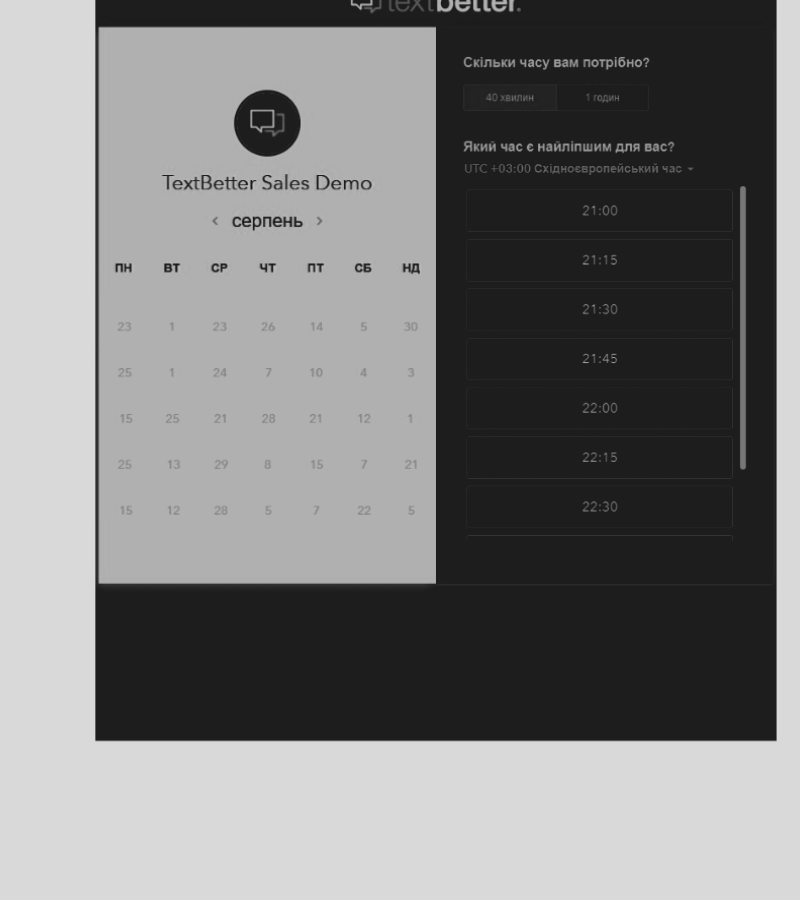 textbetter.
TextBetter Sales Demo
‹ серпень ›
ПН ВТ СР ЧТ ПТ СБ НД
23 1 23 26 14 5 30
25 1 24 7 10 4 3
15 25 21 28 21 12 1
25 13 29 8 15 7 21
15 12 28 5 7 22 5
Скільки часу вам потрібно?
40 хвилин 1 годин
Який час є найліпшим для вас?
UTC +03:00 Східноєвропейський час
21:00
21:15
21:30
21:45
22:00
22:15
22:30